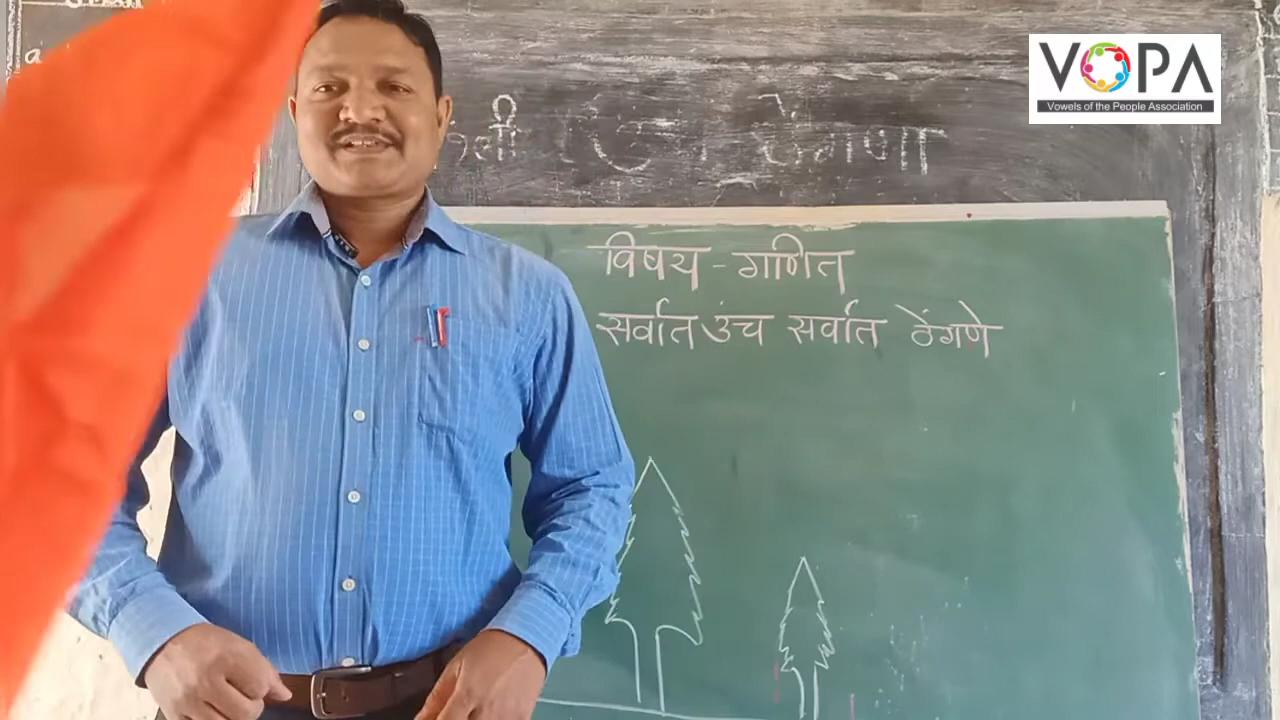 VOPA
Vowels of the People Association
विषय - गणित
सर्वात उंच सर्वात ठेंगणे